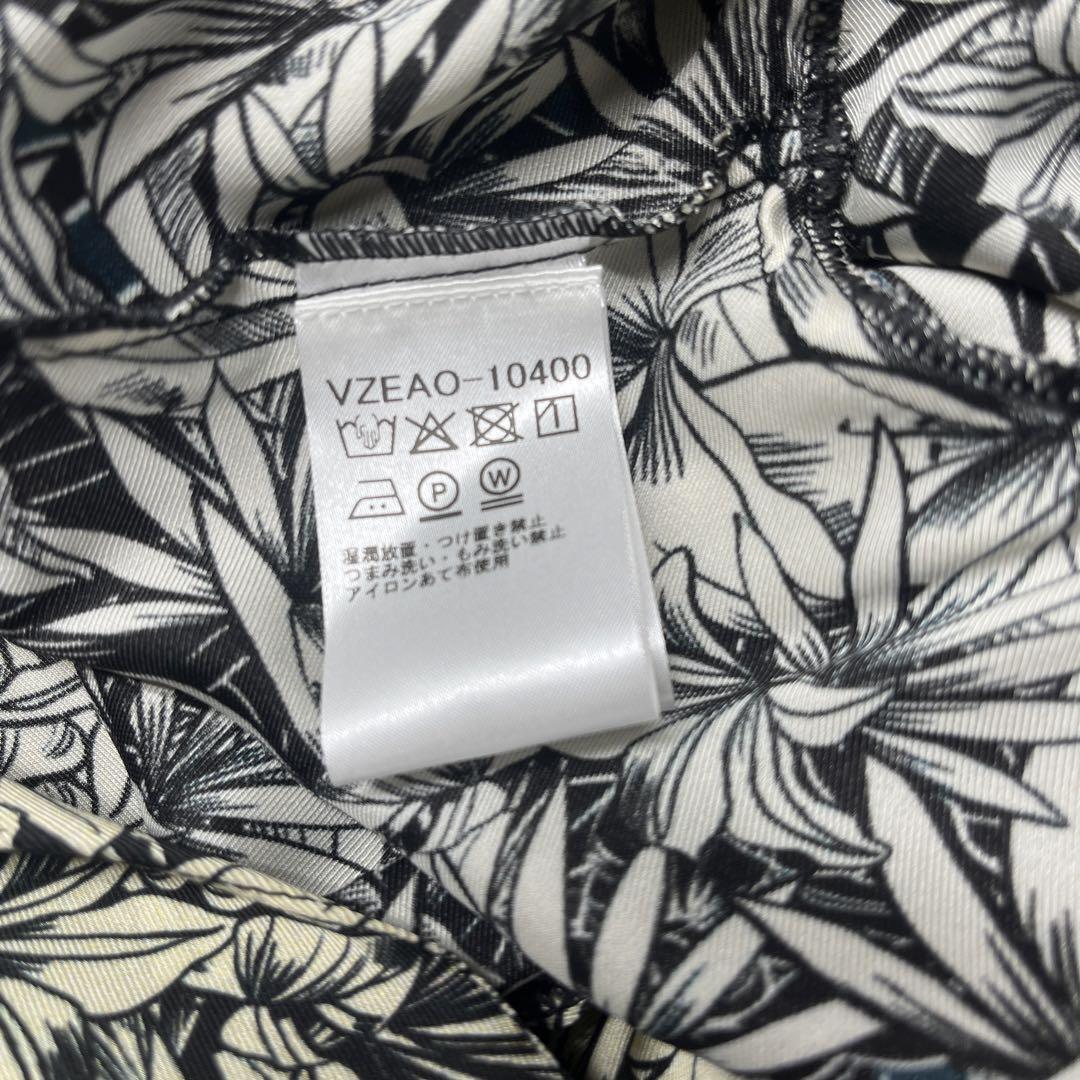 VZEAO-10400
P W
湿潤放置・つけ置き禁止
つまみ洗い・もみ洗い禁止
アイロンあて布使用